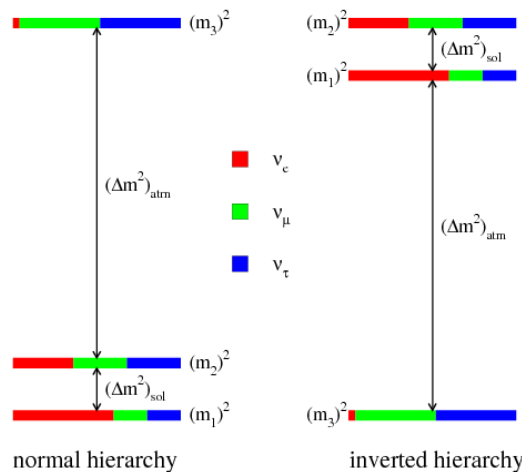 (m₃)²
(m₂)²
(Δm²)sol
(m₁)²
(Δm²)atm
νe
νμ
ντ
(Δm²)atm
(m₂)²
(Δm²)sol
(m₁)²
(m₃)²
normal hierarchy
inverted hierarchy